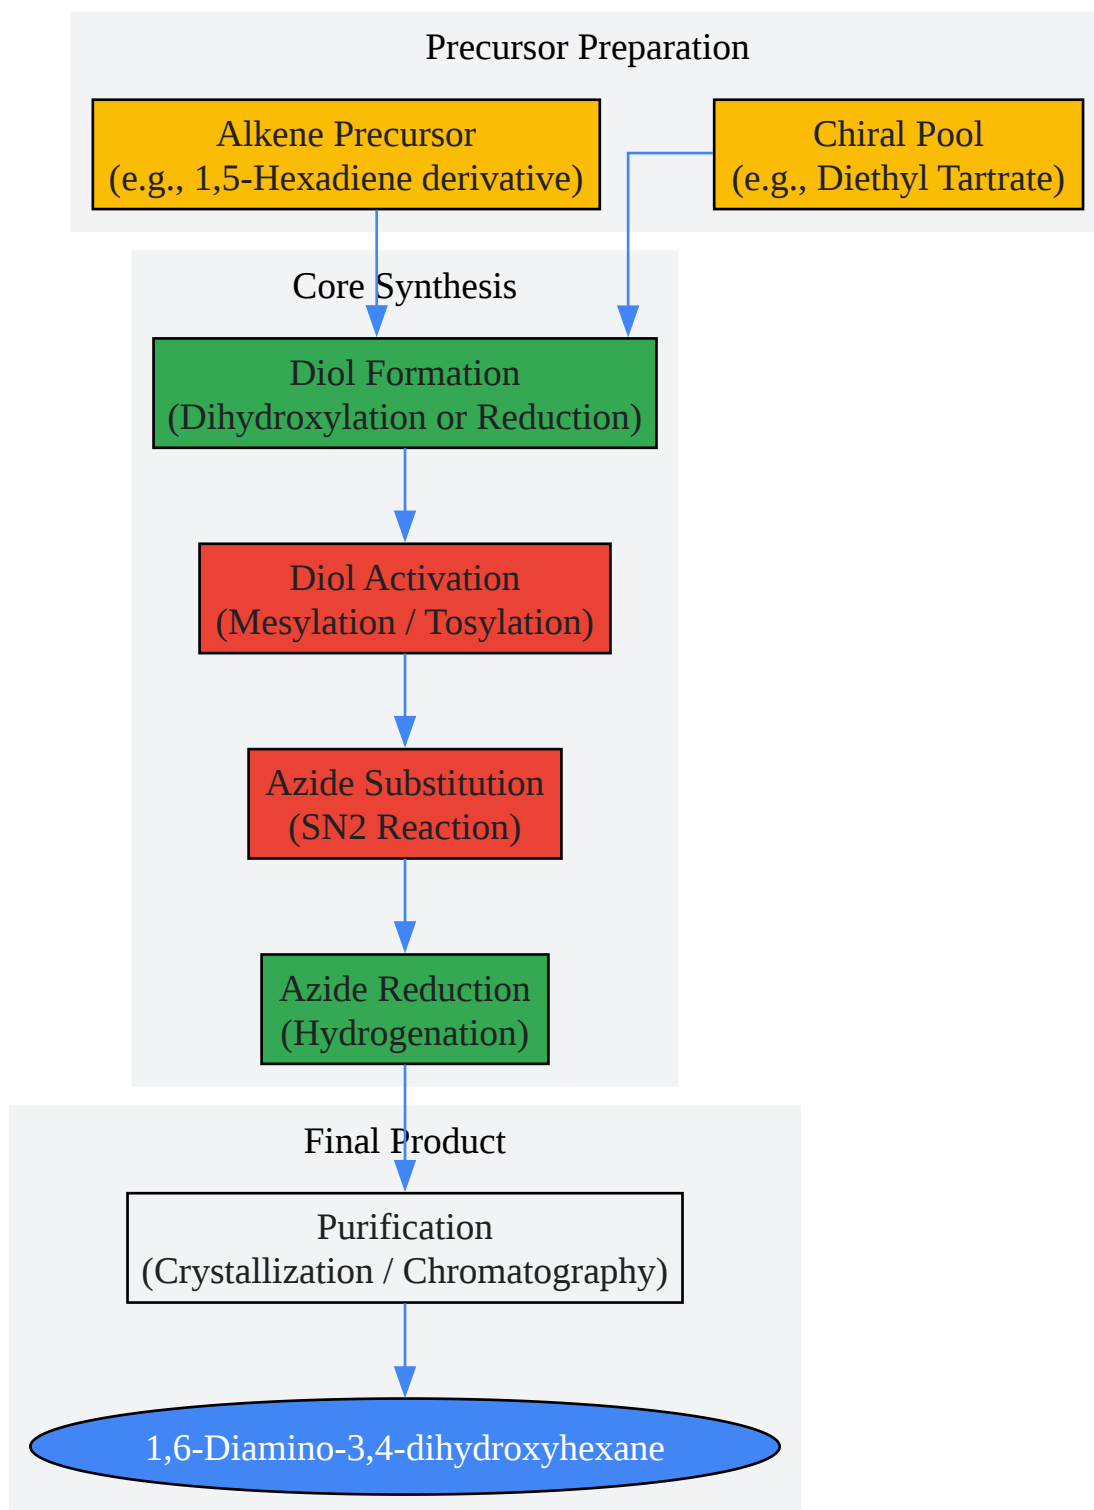 Precursor Preparation
Alkene Precursor
(e.g., 1,5-Hexadiene derivative)
Chiral Pool
(e.g., Diethyl Tartrate)
Core Synthesis
Diol Formation
(Dihydroxylation or Reduction)
Diol Activation
(Mesylation / Tosylation)
Azide Substitution
(SN2 Reaction)
Azide Reduction
(Hydrogenation)
Final Product
Purification
(Crystallization / Chromatography)
1,6-Diamino-3,4-dihydroxyhexane